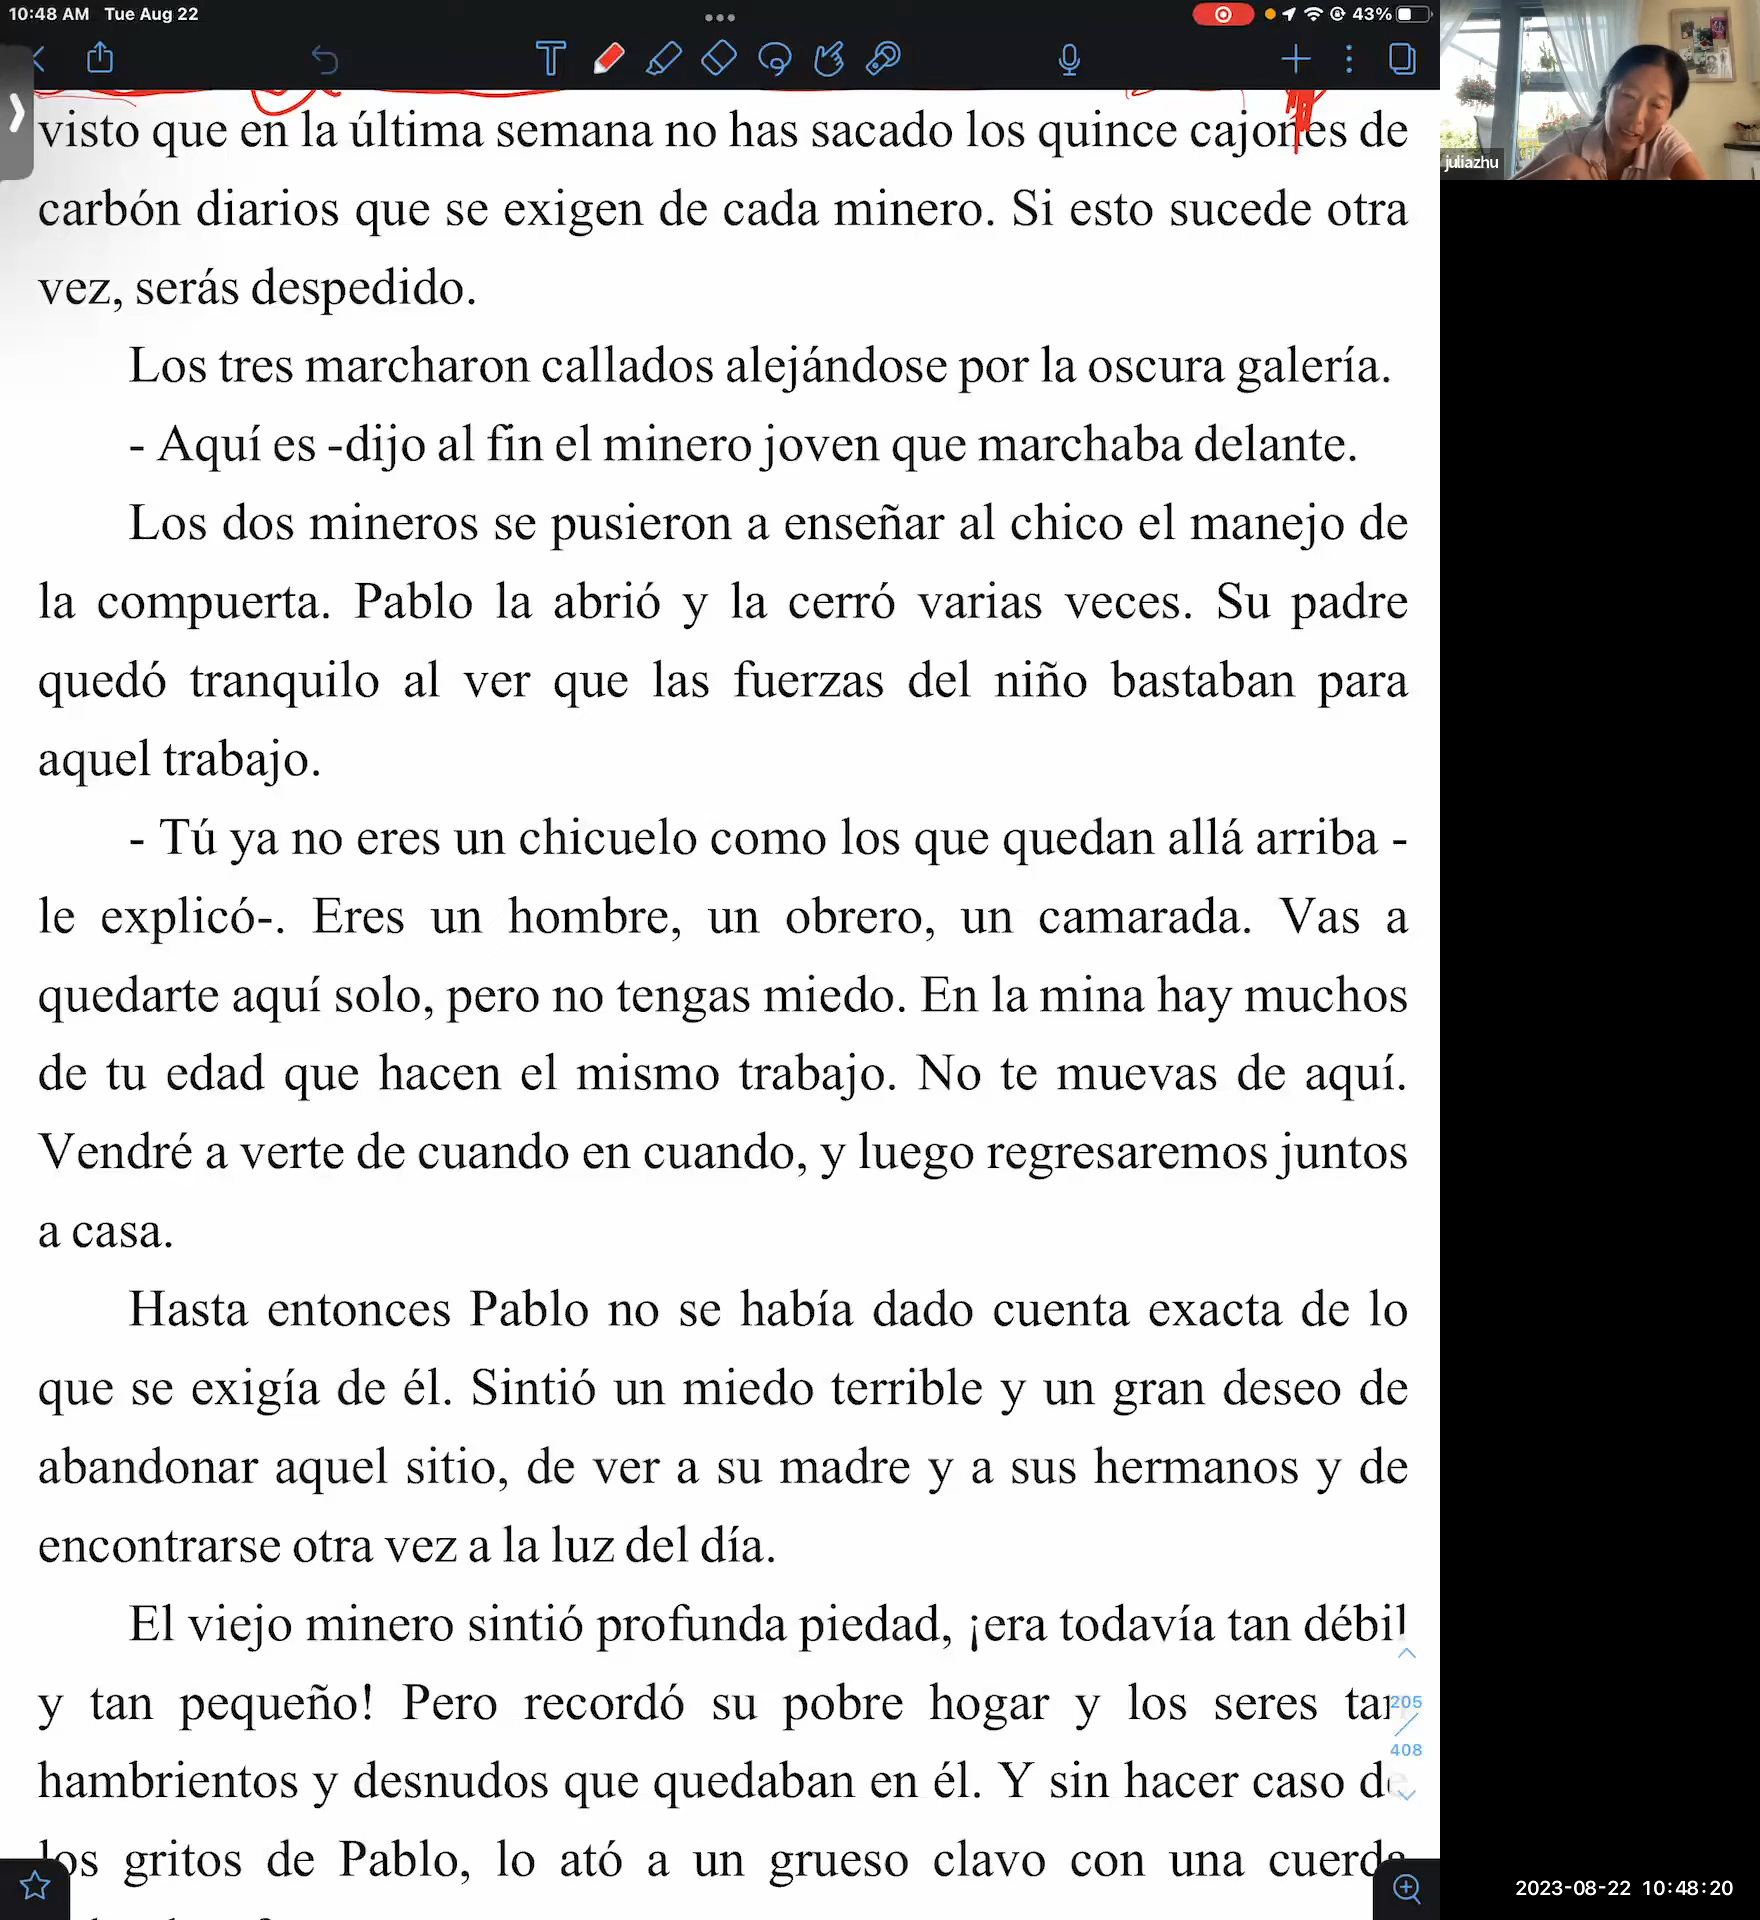 10:48 AM Tue Aug 22
43%
juliazhu
visto que en la última semana no has sacado los quince cajones de
carbón diarios que se exigen de cada minero. Si esto sucede otra
vez, serás despedido.
Los tres marcharon callados alejándose por la oscura galería.
- Aquí es -dijo al fin el minero joven que marchaba delante.
Los dos mineros se pusieron a enseñar al chico el manejo de
la compuerta. Pablo la abrió y la cerró varias veces. Su padre
quedó tranquilo al ver que las fuerzas del niño bastaban para
aquel trabajo.
- Tú ya no eres un chicuelo como los que quedan allá arriba -
le explicó-. Eres un hombre, un obrero, un camarada. Vas a
quedarte aquí solo, pero no tengas miedo. En la mina hay muchos
de tu edad que hacen el mismo trabajo. No te muevas de aquí.
Vendré a verte de cuando en cuando, y luego regresaremos juntos
a casa.
Hasta entonces Pablo no se había dado cuenta exacta de lo
que se exigía de él. Sintió un miedo terrible y un gran deseo de
abandonar aquel sitio, de ver a su madre y a sus hermanos y de
encontrarse otra vez a la luz del día.
El viejo minero sintió profunda piedad, ¡era todavía tan débil
y tan pequeño! Pero recordó su pobre hogar y los seres tan
hambrientos y desnudos que quedaban en él. Y sin hacer caso de
los gritos de Pablo, lo ató a un grueso clavo con una cuerda
205
408
2023-08-22 10:48:20